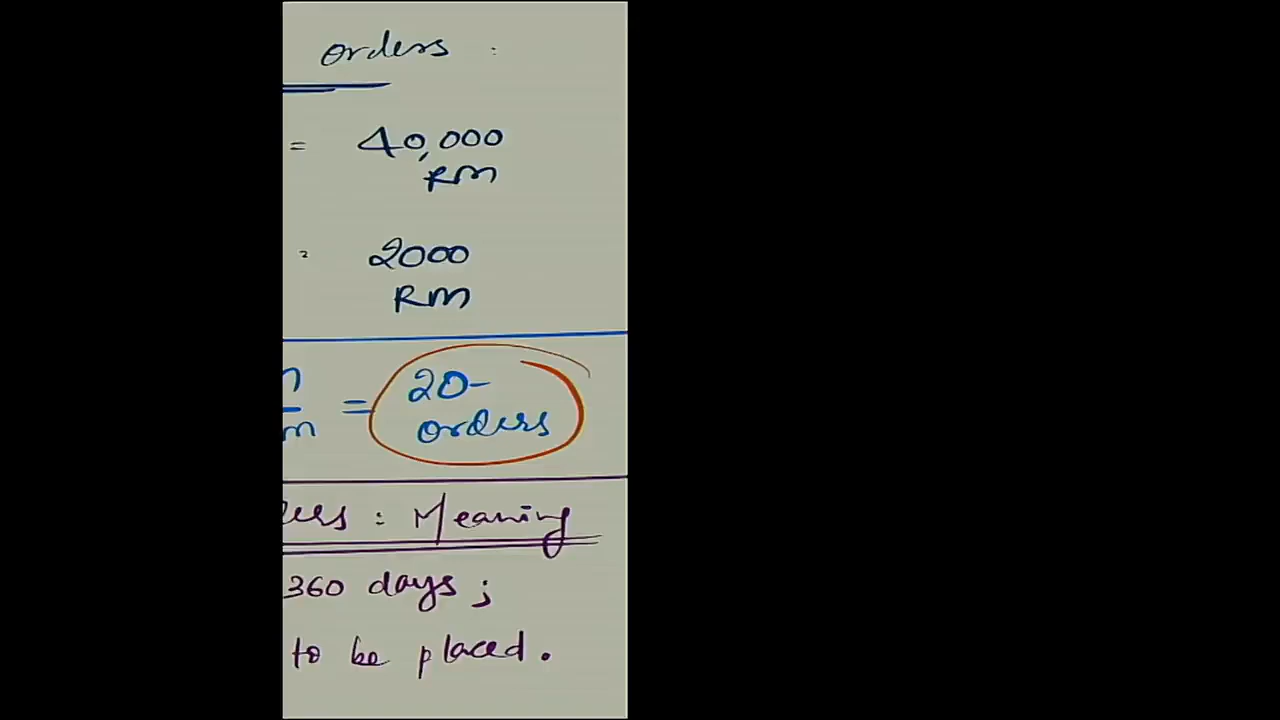 orders :
= 40,000
RM
= 2000
RM
= 20-
m orders
: Meaning
360 days ;
to be placed.